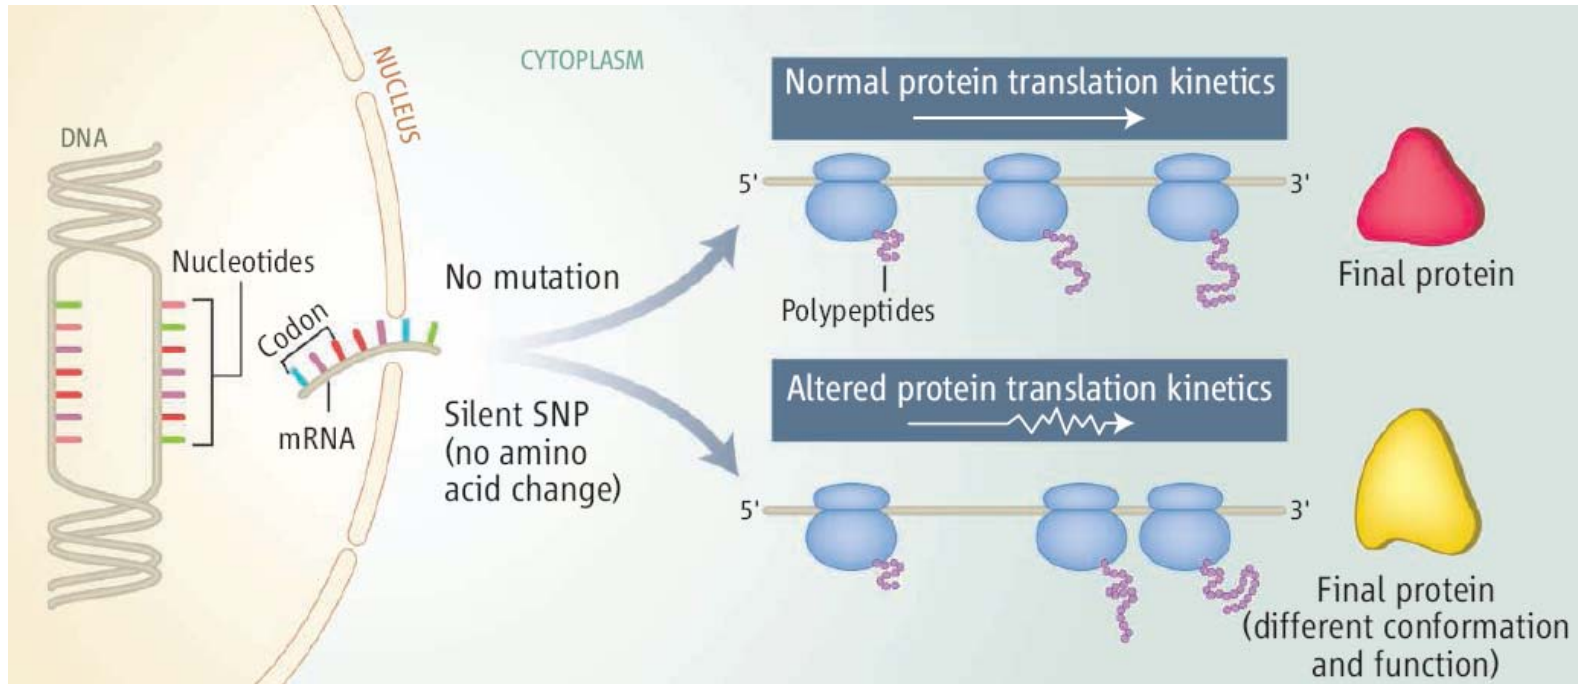 DNA
Nucleotides
Codon
mRNA
NUCLEUS
CYTOPLASM
No mutation
Silent SNP
(no amino
acid change)
Normal protein translation kinetics
5'
3'
Polypeptides
Final protein
Altered protein translation kinetics
5'
3'
Final protein
(different conformation
and function)